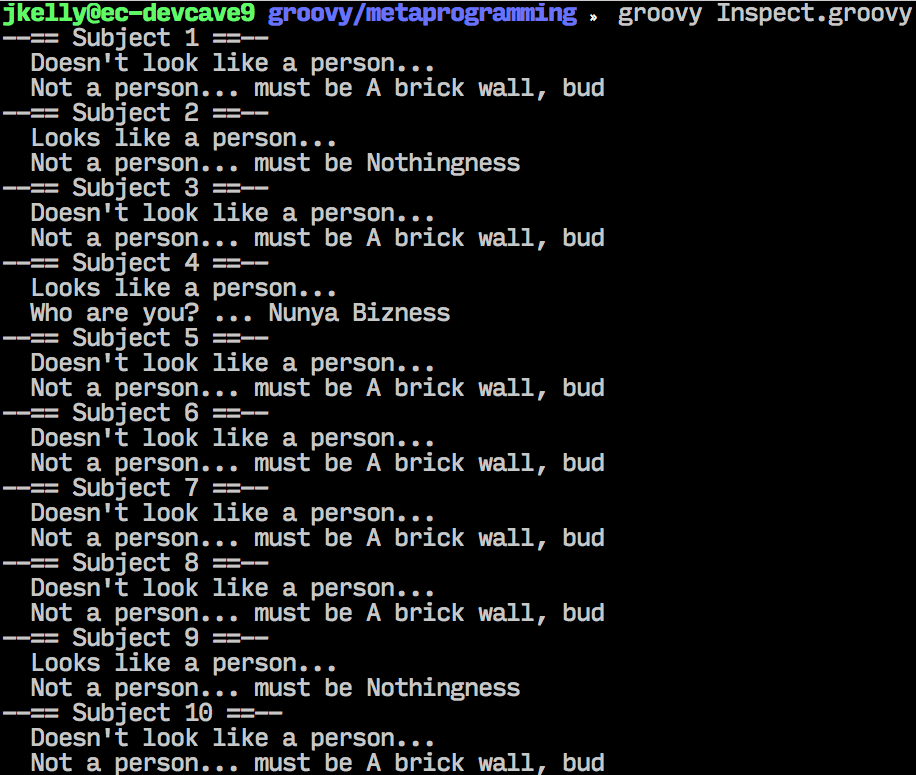 jkelly@ec-devcave9 groovy/metaprogramming » groovy Inspect.groovy
--== Subject 1 ==--
  Doesn't look like a person...
  Not a person... must be A brick wall, bud
--== Subject 2 ==--
  Looks like a person...
  Not a person... must be Nothingness
--== Subject 3 ==--
  Doesn't look like a person...
  Not a person... must be A brick wall, bud
--== Subject 4 ==--
  Looks like a person...
  Who are you? ... Nunya Bizness
--== Subject 5 ==--
  Doesn't look like a person...
  Not a person... must be A brick wall, bud
--== Subject 6 ==--
  Doesn't look like a person...
  Not a person... must be A brick wall, bud
--== Subject 7 ==--
  Doesn't look like a person...
  Not a person... must be A brick wall, bud
--== Subject 8 ==--
  Doesn't look like a person...
  Not a person... must be A brick wall, bud
--== Subject 9 ==--
  Looks like a person...
  Not a person... must be Nothingness
--== Subject 10 ==--
  Doesn't look like a person...
  Not a person... must be A brick wall, bud